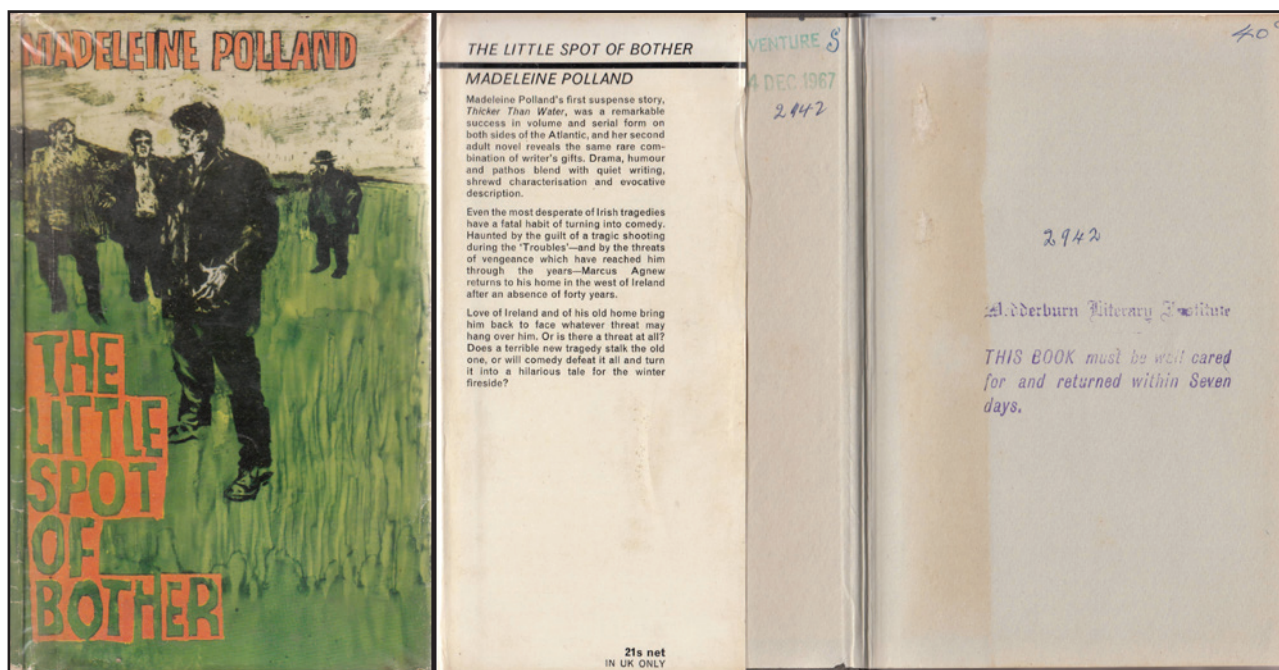 MADELEINE POLLAND
THE
LITTLE
SPOT
OF
BOTHER
THE LITTLE SPOT OF BOTHER
MADELEINE POLLAND
Madeleine Polland's first suspense story,
Thicker Than Water, was a remarkable
success in volume and serial form on
both sides of the Atlantic, and her second
adult novel reveals the same rare com-
bination of writer's gifts. Drama, humour
and pathos blend with quiet writing,
shrewd characterisation and evocative
description.
Even the most desperate of Irish tragedies
have a fatal habit of turning into comedy.
Haunted by the guilt of a tragic shooting
during the 'Troubles'—and by the threats
of vengeance which have reached him
through the years—Marcus Agnew
returns to his home in the west of Ireland
after an absence of forty years.
Love of Ireland and of his old home bring
him back to face whatever threat may
hang over him. Or is there a threat at all?
Does a terrible new tragedy stalk the old
one, or will comedy defeat it all and turn
it into a hilarious tale for the winter
fireside?
21s net
IN UK ONLY
VENTURE S
4 DEC 1967
2942
2942
Literary
THIS BOOK must be well cared
for and returned within Seven
days.